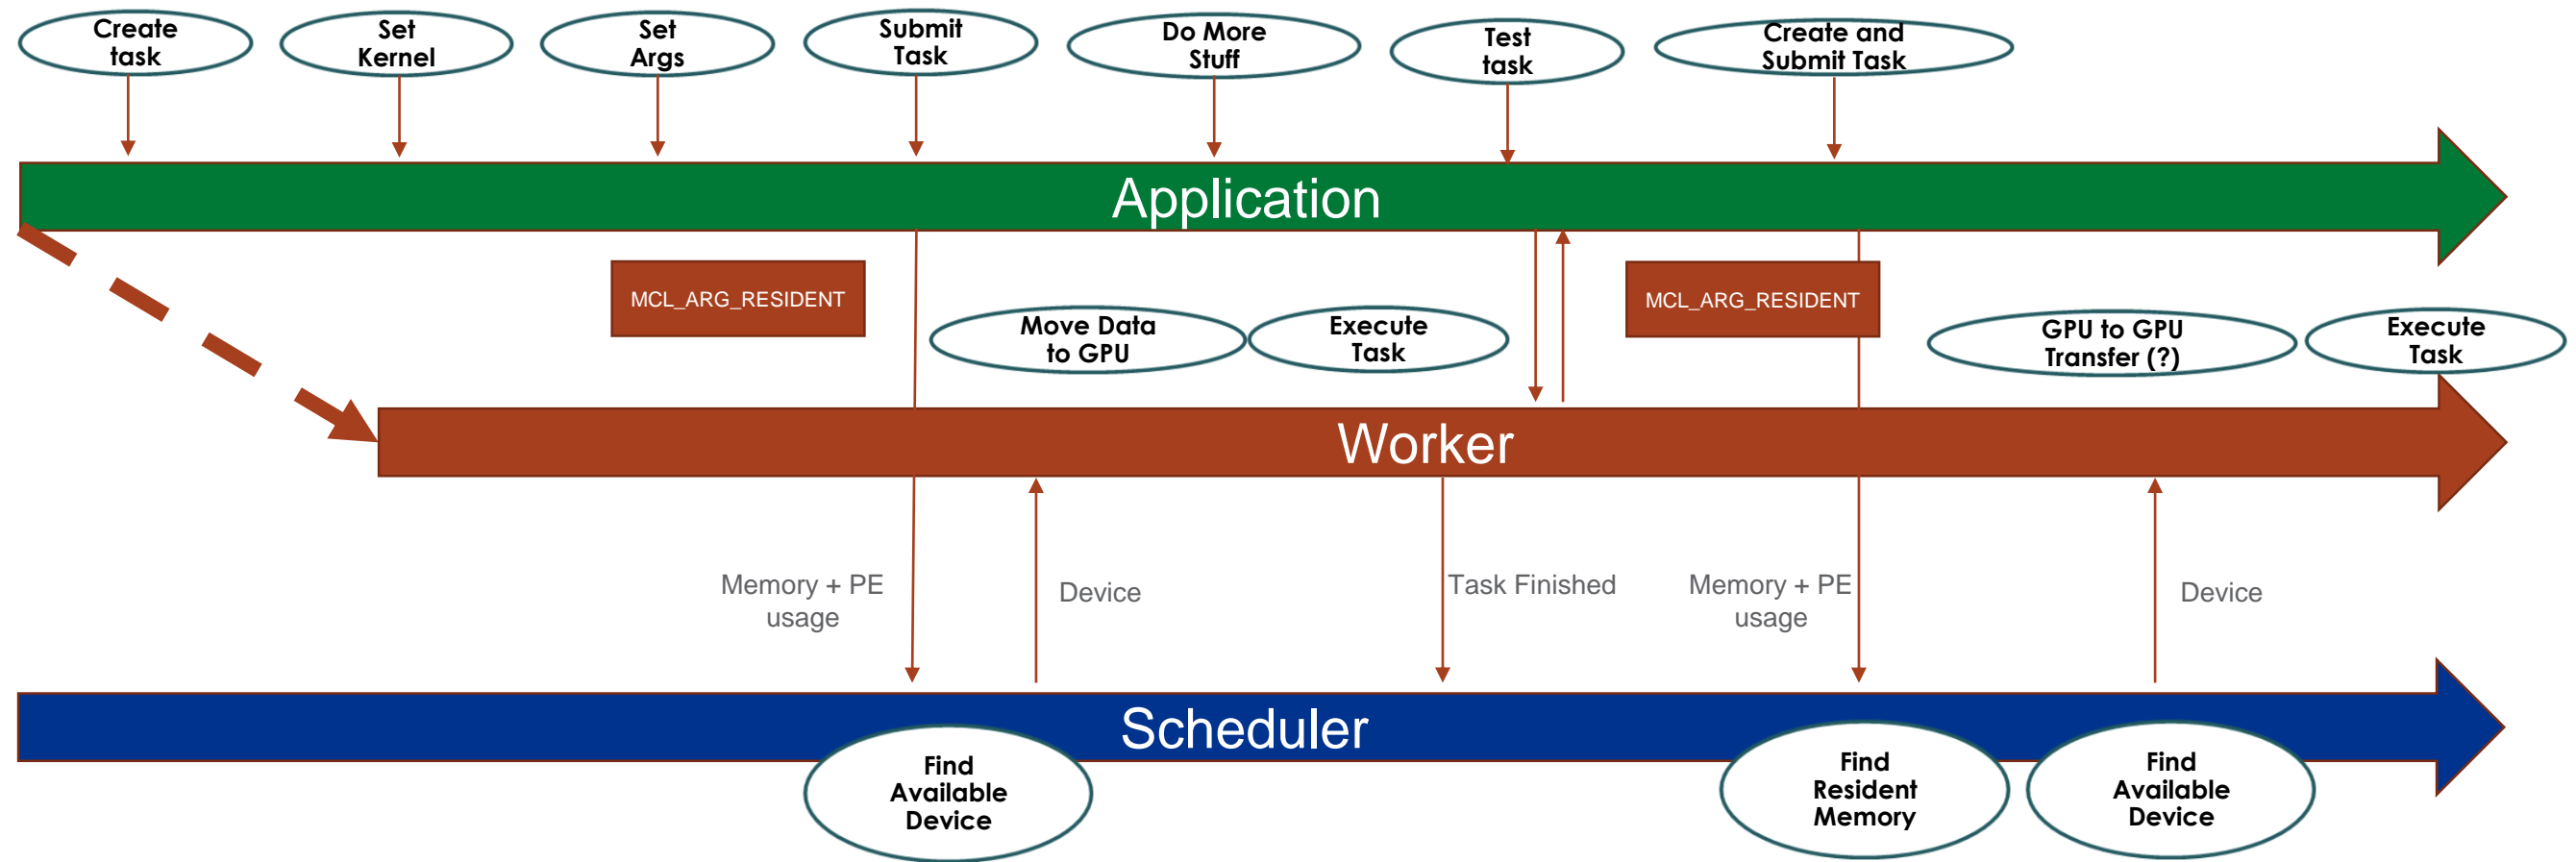 Create
task
Set
Kernel
Set
Args
Submit
Task
Do More
Stuff
Test
task
Create and
Submit Task
Application
MCL_ARG_RESIDENT
MCL_ARG_RESIDENT
Move Data
to GPU
Execute
Task
GPU to GPU
Transfer (?)
Execute
Task
Worker
Memory + PE
usage
Device
Task Finished
Memory + PE
usage
Device
Scheduler
Find
Available
Device
Find
Resident
Memory
Find
Available
Device